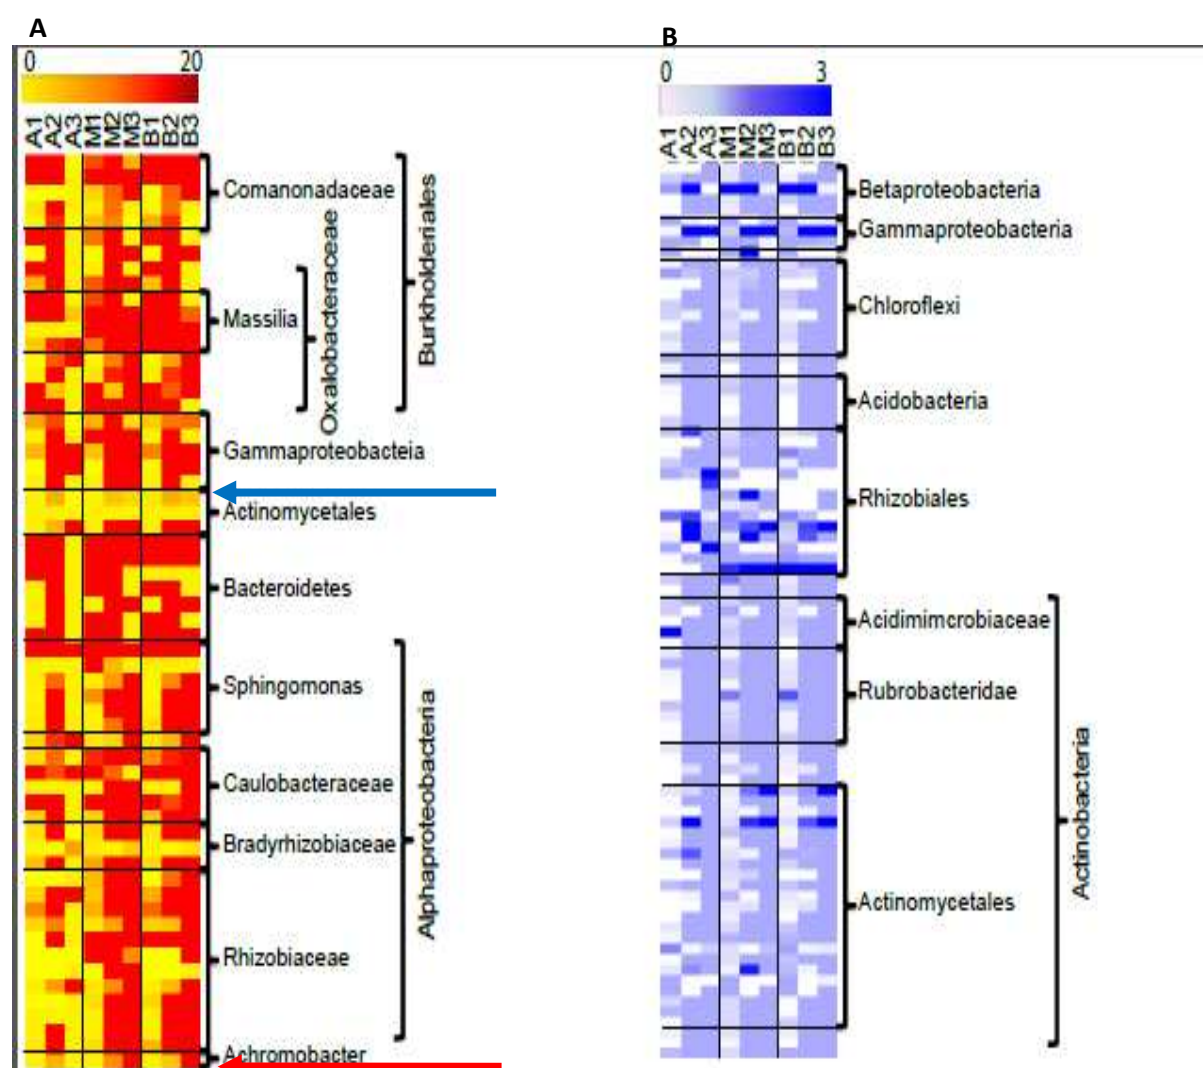 A
0 20
A1 A2 A3 M1 M2 M3 B1 B2 B3
Comanonadaceae
Massilia
Oxalobacteraceae
Burkholderiales
Gammaproteobacteia
Actinomycetales
Bacteroidetes
Sphingomonas
Caulobacteraceae
Bradyrhizobiaceae
Rhizobiaceae
Alphaproteobacteria
Achromobacter
B
0 3
A1 A2 A3 M1 M2 M3 B1 B2 B3
Betaproteobacteria
Gammaproteobacteria
Chloroflexi
Acidobacteria
Rhizobiales
Acidimimcrobiaceae
Rubrobacteridae
Actinomycetales
Actinobacteria